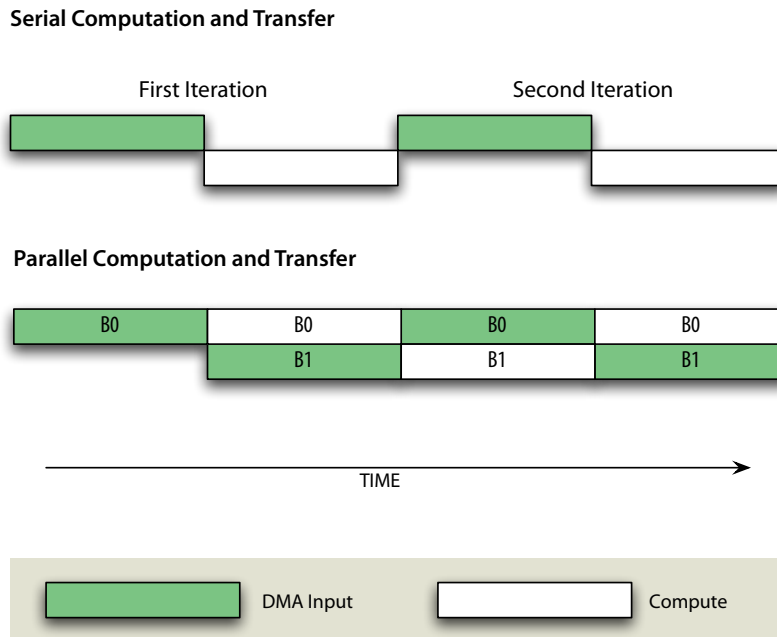 Serial Computation and Transfer
First Iteration Second Iteration
Parallel Computation and Transfer
B0 B0 B0 B0
B1 B1 B1
TIME
DMA Input Compute